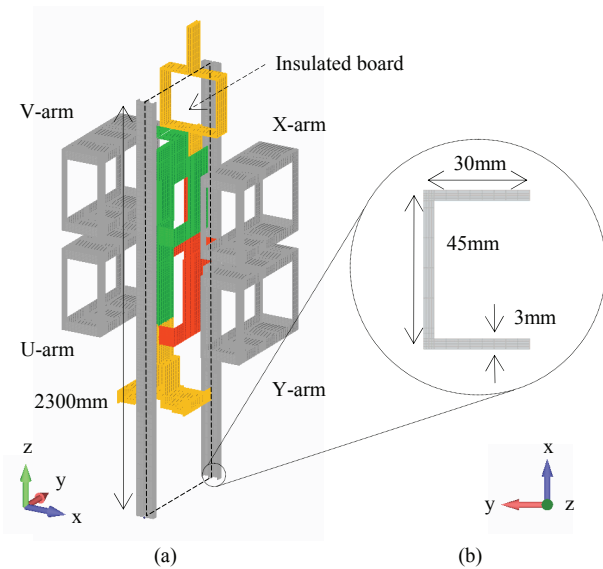 Insulated board
V-arm
X-arm
30mm
45mm
3mm
U-arm
Y-arm
2300mm
z
y
x
x
y
z
(a)
(b)